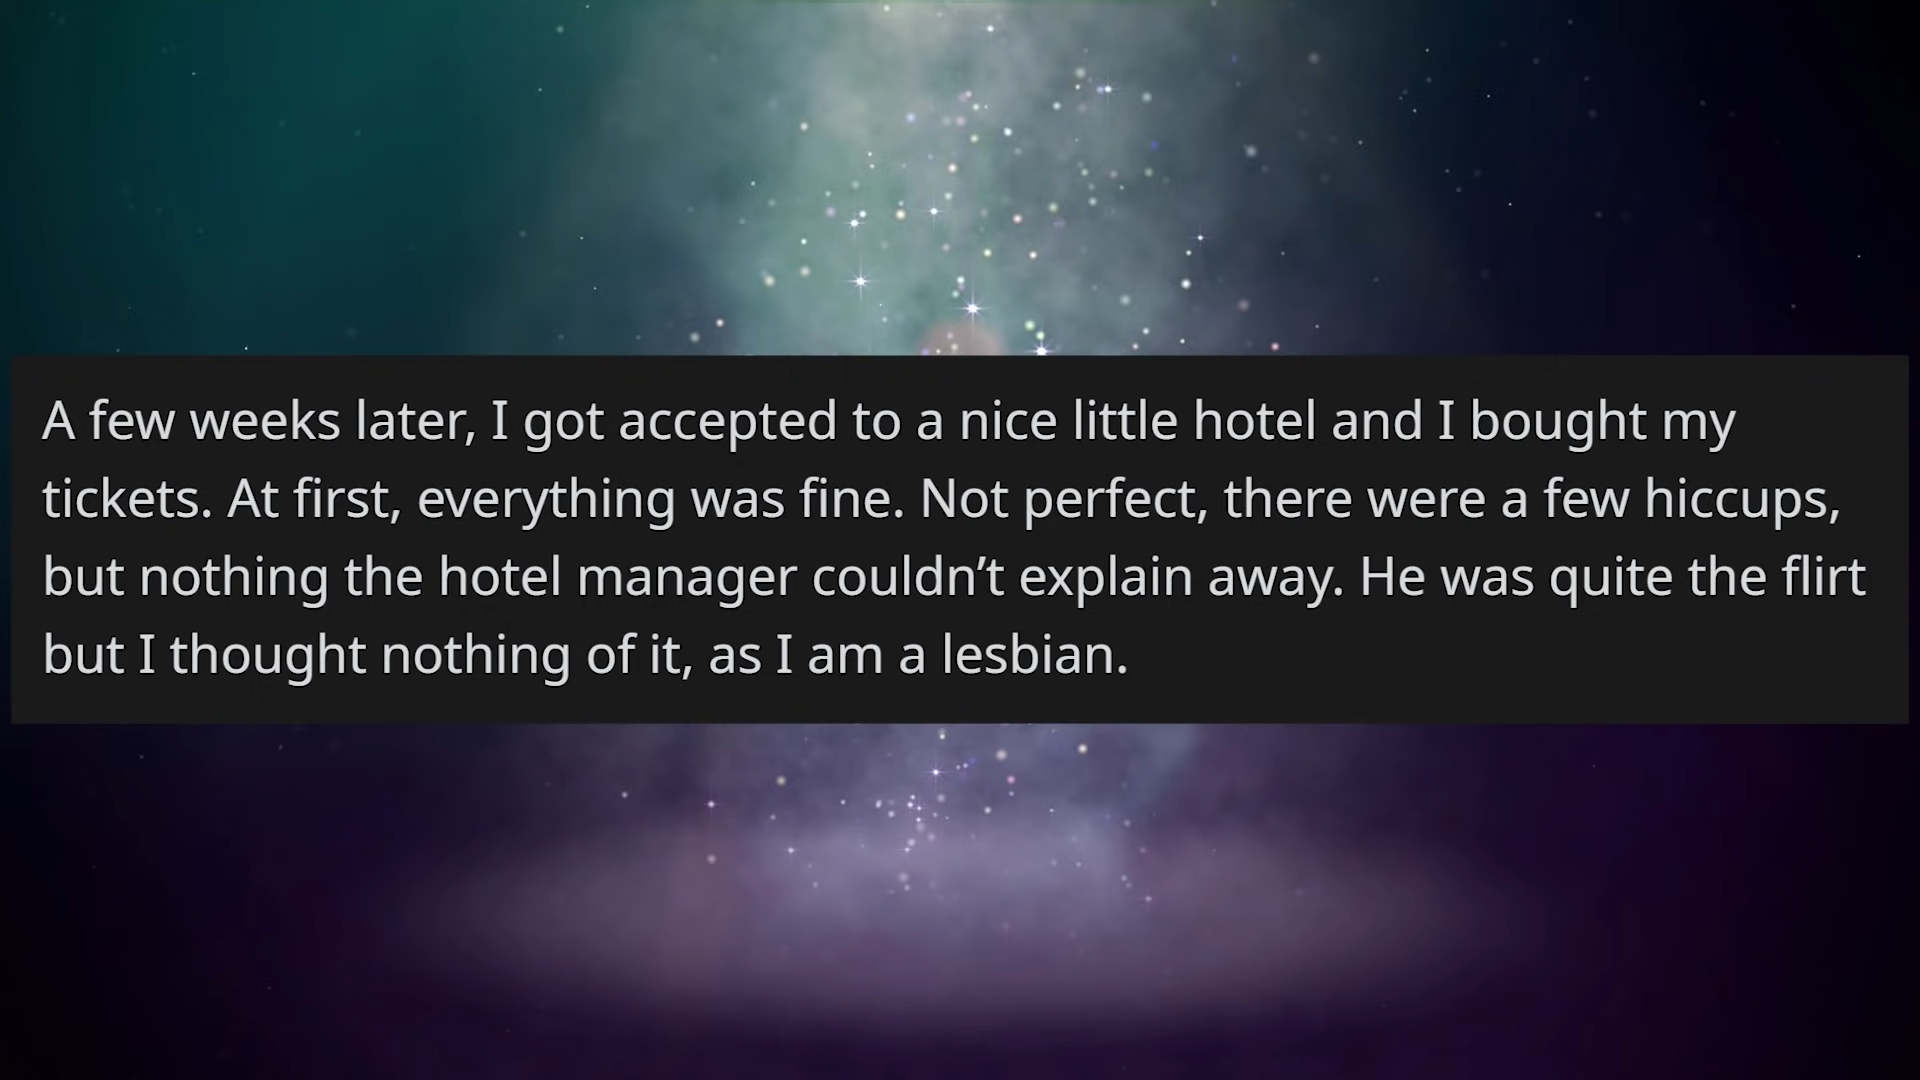 A few weeks later, I got accepted to a nice little hotel and I bought my
tickets. At first, everything was fine. Not perfect, there were a few hiccups,
but nothing the hotel manager couldn’t explain away. He was quite the flirt
but I thought nothing of it, as I am a lesbian.